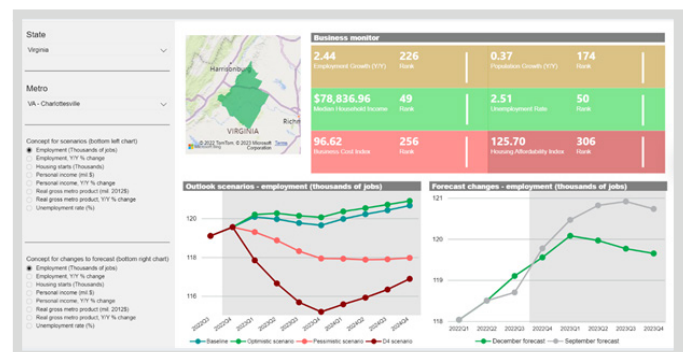 State
Virginia
Metro
VA - Charlottesville
Concept for scenarios (bottom left chart)
Employment (Thousands of jobs)
Employment, Y/Y % change
Housing starts (Thousands)
Personal income (mil $)
Personal income, Y/Y % change
Real gross metro product (mil. 2012$)
Real gross metro product, Y/Y % change
Unemployment rate (%)
Concept for changes to forecast (bottom right chart)
Employment (Thousands of jobs)
Employment, Y/Y % change
Housing starts (Thousands)
Personal income (mil $)
Personal income, Y/Y % change
Real gross metro product (mil. 2012$)
Real gross metro product, Y/Y % change
Unemployment rate (%)
Harrisonburg
VIRGINIA
Richm
© 2022 TomTom, © 2023 Microsoft Corporation Terms
Business monitor
2.44 226 0.37 174
Employment Growth (Y/Y) Rank Population Growth (Y/Y) Rank
$78,836.96 49 2.51 50
Median Household Income Rank Unemployment Rate Rank
96.62 256 125.70 306
Business Cost Index Rank Housing Affordability Index Rank
Outlook scenarios - employment (thousands of jobs)
120
118
116
2022Q3 2022Q4 2023Q1 2023Q2 2023Q3 2023Q4 2024Q1 2024Q2 2024Q3 2024Q4
Baseline Optimistic scenario Pessimistic scenario D4 scenario
Forecast changes - employment (thousands of jobs)
121
120
119
118
2022Q1 2022Q2 2022Q3 2022Q4 2023Q1 2023Q2 2023Q3 2023Q4
December forecast September forecast